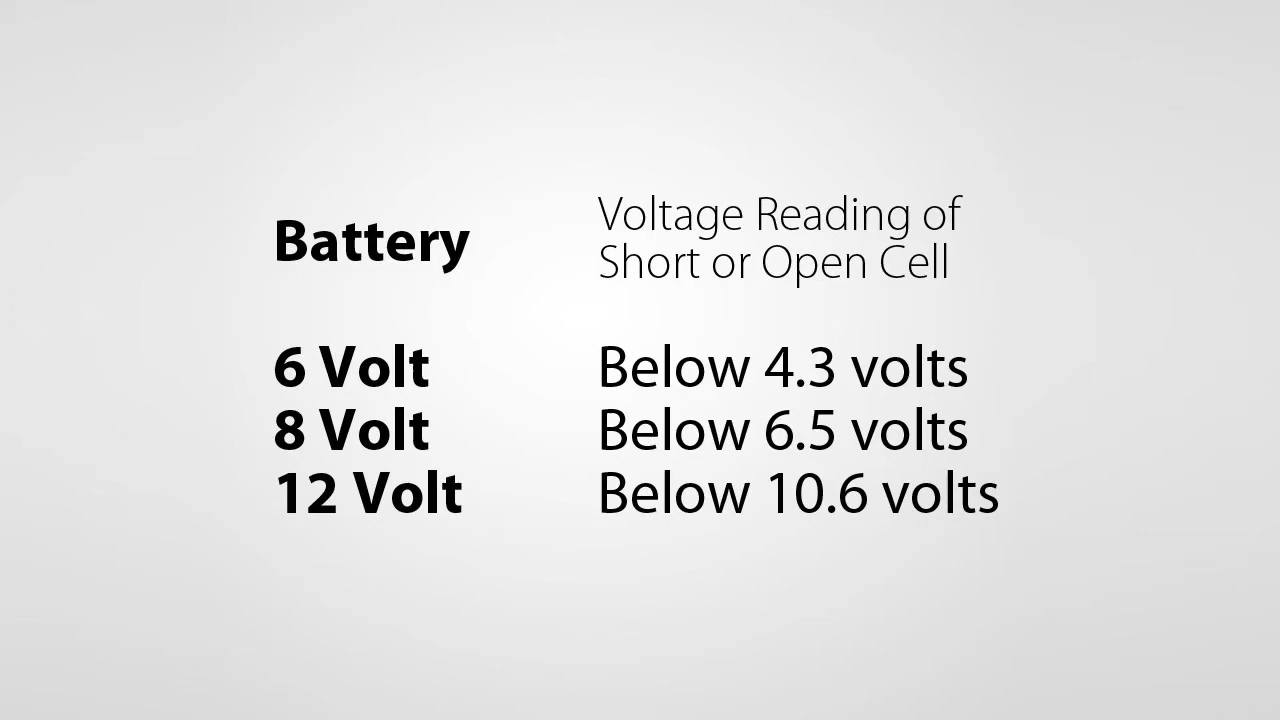 Battery
Voltage Reading of
Short or Open Cell
6 Volt Below 4.3 volts
8 Volt Below 6.5 volts
12 Volt Below 10.6 volts